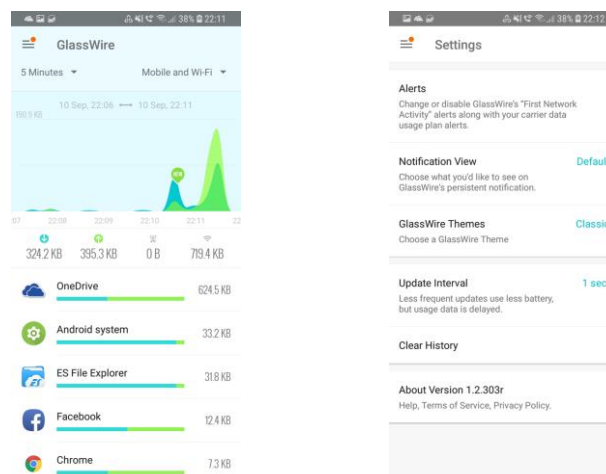 38% 22:11
GlassWire
5 Minutes
Mobile and Wi-Fi
10 Sep, 22:06 ⟷ 10 Sep, 22:11
22:08 22:09 22:10 22:11 22
324.2 KB 395.3 KB 0 B 719.4 KB
OneDrive 624.5 KB
Android system 33.2 KB
ES File Explorer 31.8 KB
Facebook 12.4 KB
Chrome 7.3 KB
38% 22:12
Settings
Alerts
Change or disable GlassWire's "First Network
Activity" alerts along with your carrier data
usage plan alerts.
Notification View Defaul
Choose what you'd like to see on
GlassWire's persistent notification.
GlassWire Themes Classic
Choose a GlassWire Theme
Update Interval 1 sec
Less frequent updates use less battery,
but usage data is delayed.
Clear History
About Version 1.2.303r
Help, Terms of Service, Privacy Policy.